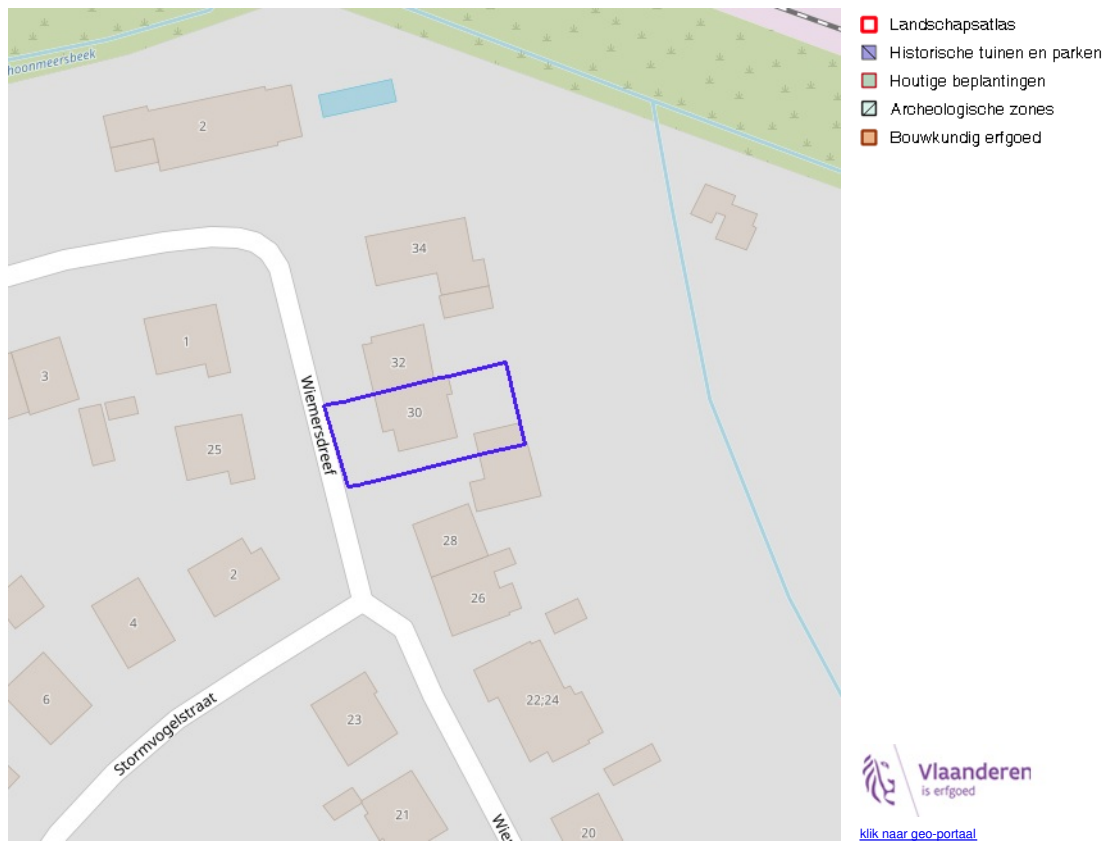 hoonmeersbeek
2
34
1
32
3
30
25
Wiemersdreef
28
2
26
4
6
22;24
23
Stormvogelstraat
21
Wie
20
Landschapsatlas
Historische tuinen en parken
Houtige beplantingen
Archeologische zones
Bouwkundig erfgoed
Vlaanderen
is erfgoed
klik naar geo-portaal